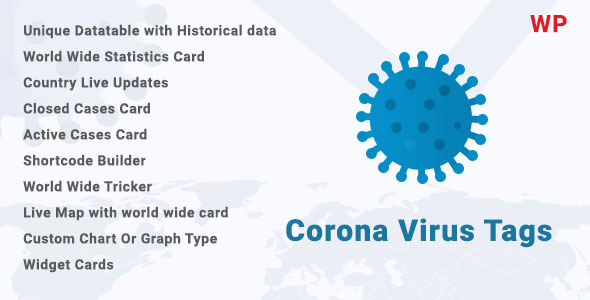 WP
Unique Datatable with Historical data
World Wide Statistics Card
Country Live Updates
Closed Cases Card
Active Cases Card
Shortcode Builder
World Wide Tricker
Live Map with world wide card
Custom Chart Or Graph Type
Widget Cards
Corona Virus Tags